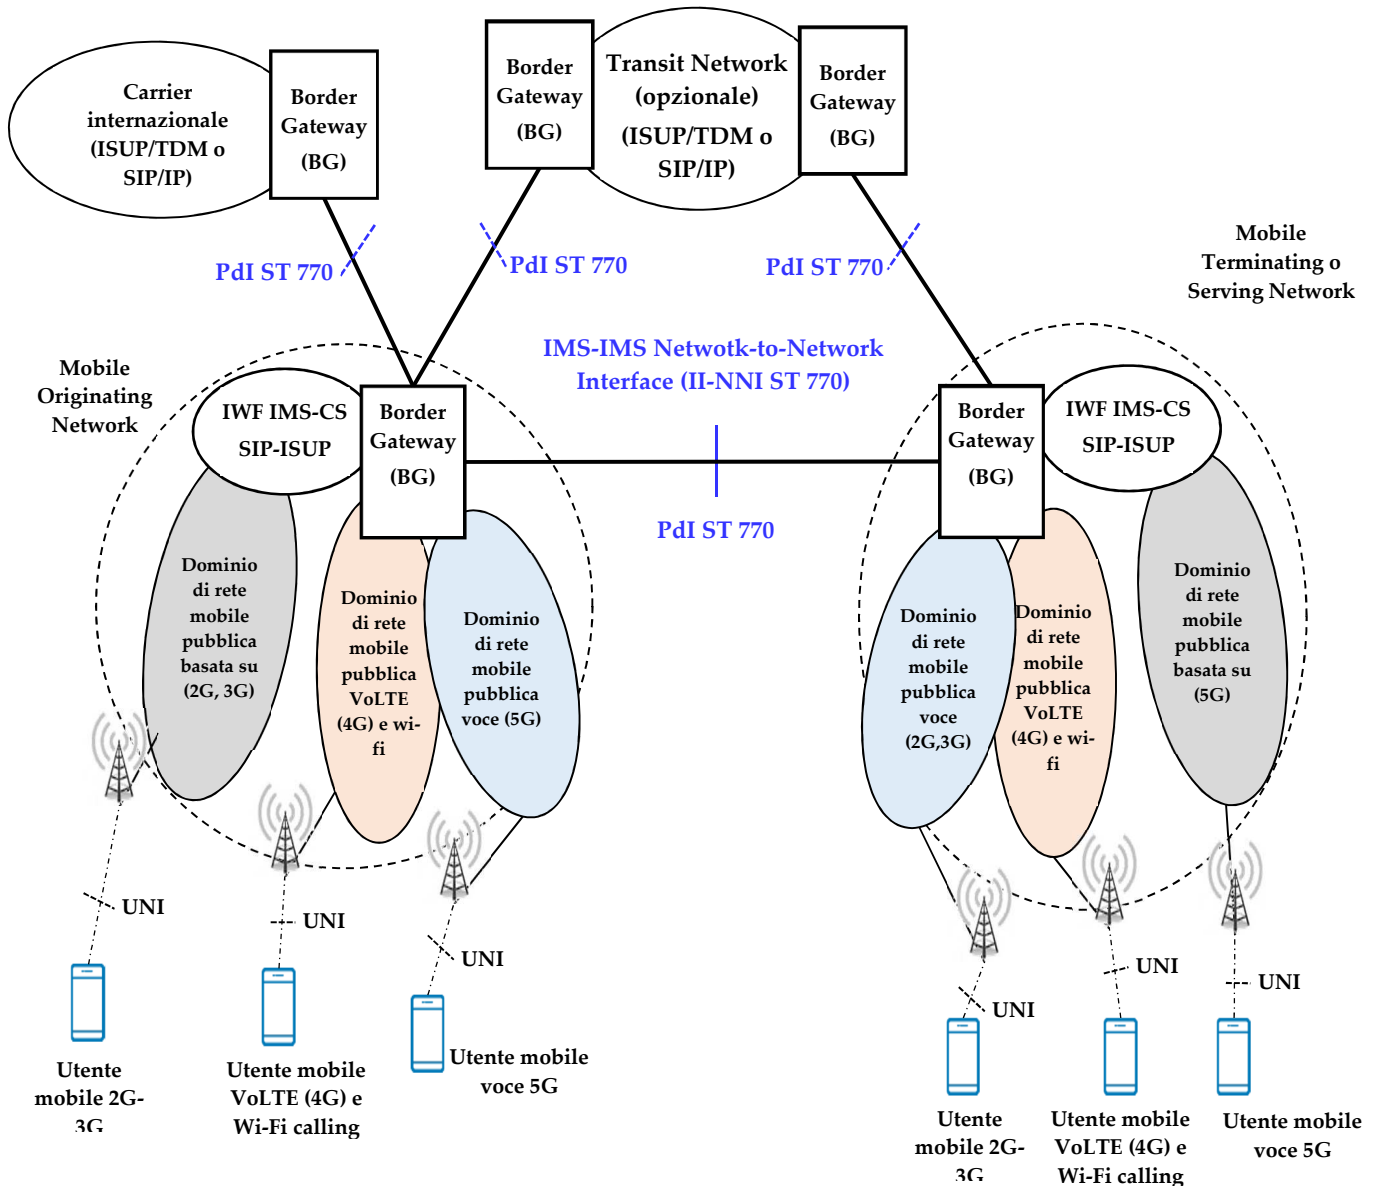 Carrier
internazionale
(ISUP/TDM o
SIP/IP)
Border
Gateway
(BG)
Border
Gateway
(BG)
Transit Network
(opzionale)
(ISUP/TDM o
SIP/IP)
Border
Gateway
(BG)
PdI ST 770
PdI ST 770
PdI ST 770
Mobile
Terminating o
Serving Network
IMS-IMS Netwotk-to-Network
Interface (II-NNI ST 770)
PdI ST 770
Mobile
Originating
Network
IWF IMS-CS
SIP-ISUP
Border
Gateway
(BG)
Border
Gateway
(BG)
IWF IMS-CS
SIP-ISUP
Dominio
di rete
mobile
pubblica
basata su
(2G, 3G)
Dominio
di rete
mobile
pubblica
VoLTE
(4G) e wi-
fi
Dominio
di rete
mobile
pubblica
voce (5G)
Dominio
di rete
mobile
pubblica
voce
(2G,3G)
Dominio
di rete
mobile
pubblica
VoLTE
(4G) e wi-
fi
Dominio
di rete
mobile
pubblica
basata su
(5G)
UNI
UNI
UNI
UNI
UNI
UNI
Utente
mobile 2G-
3G
Utente mobile
VoLTE (4G) e
Wi-Fi calling
Utente mobile
voce 5G
Utente
mobile 2G-
3G
Utente mobile
VoLTE (4G) e
Wi-Fi calling
Utente mobile
voce 5G